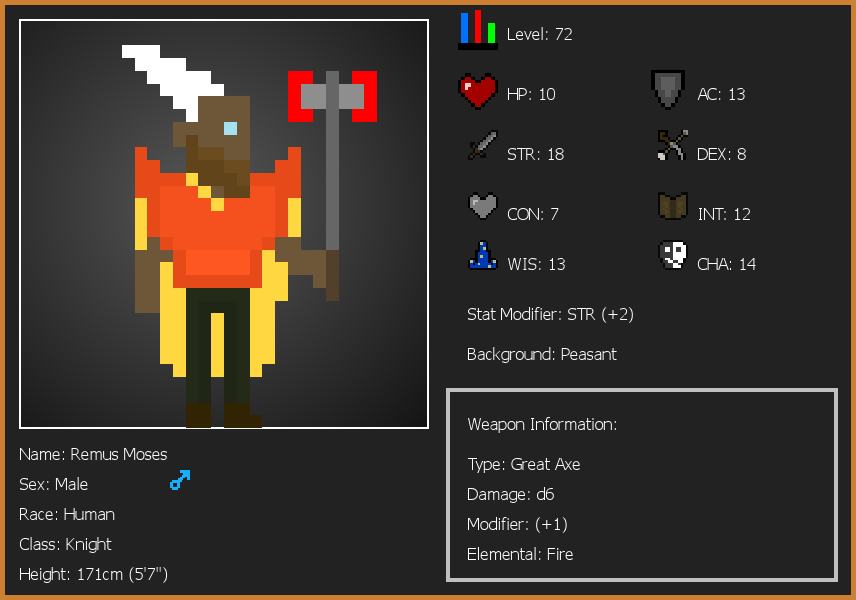 Level: 72
HP: 10
AC: 13
STR: 18
DEX: 8
CON: 7
INT: 12
WIS: 13
CHA: 14
Stat Modifier: STR (+2)
Background: Peasant
Weapon Information:
Type: Great Axe
Damage: d6
Modifier: (+1)
Elemental: Fire
Name: Remus Moses
Sex: Male
Race: Human
Class: Knight
Height: 171cm (5'7")